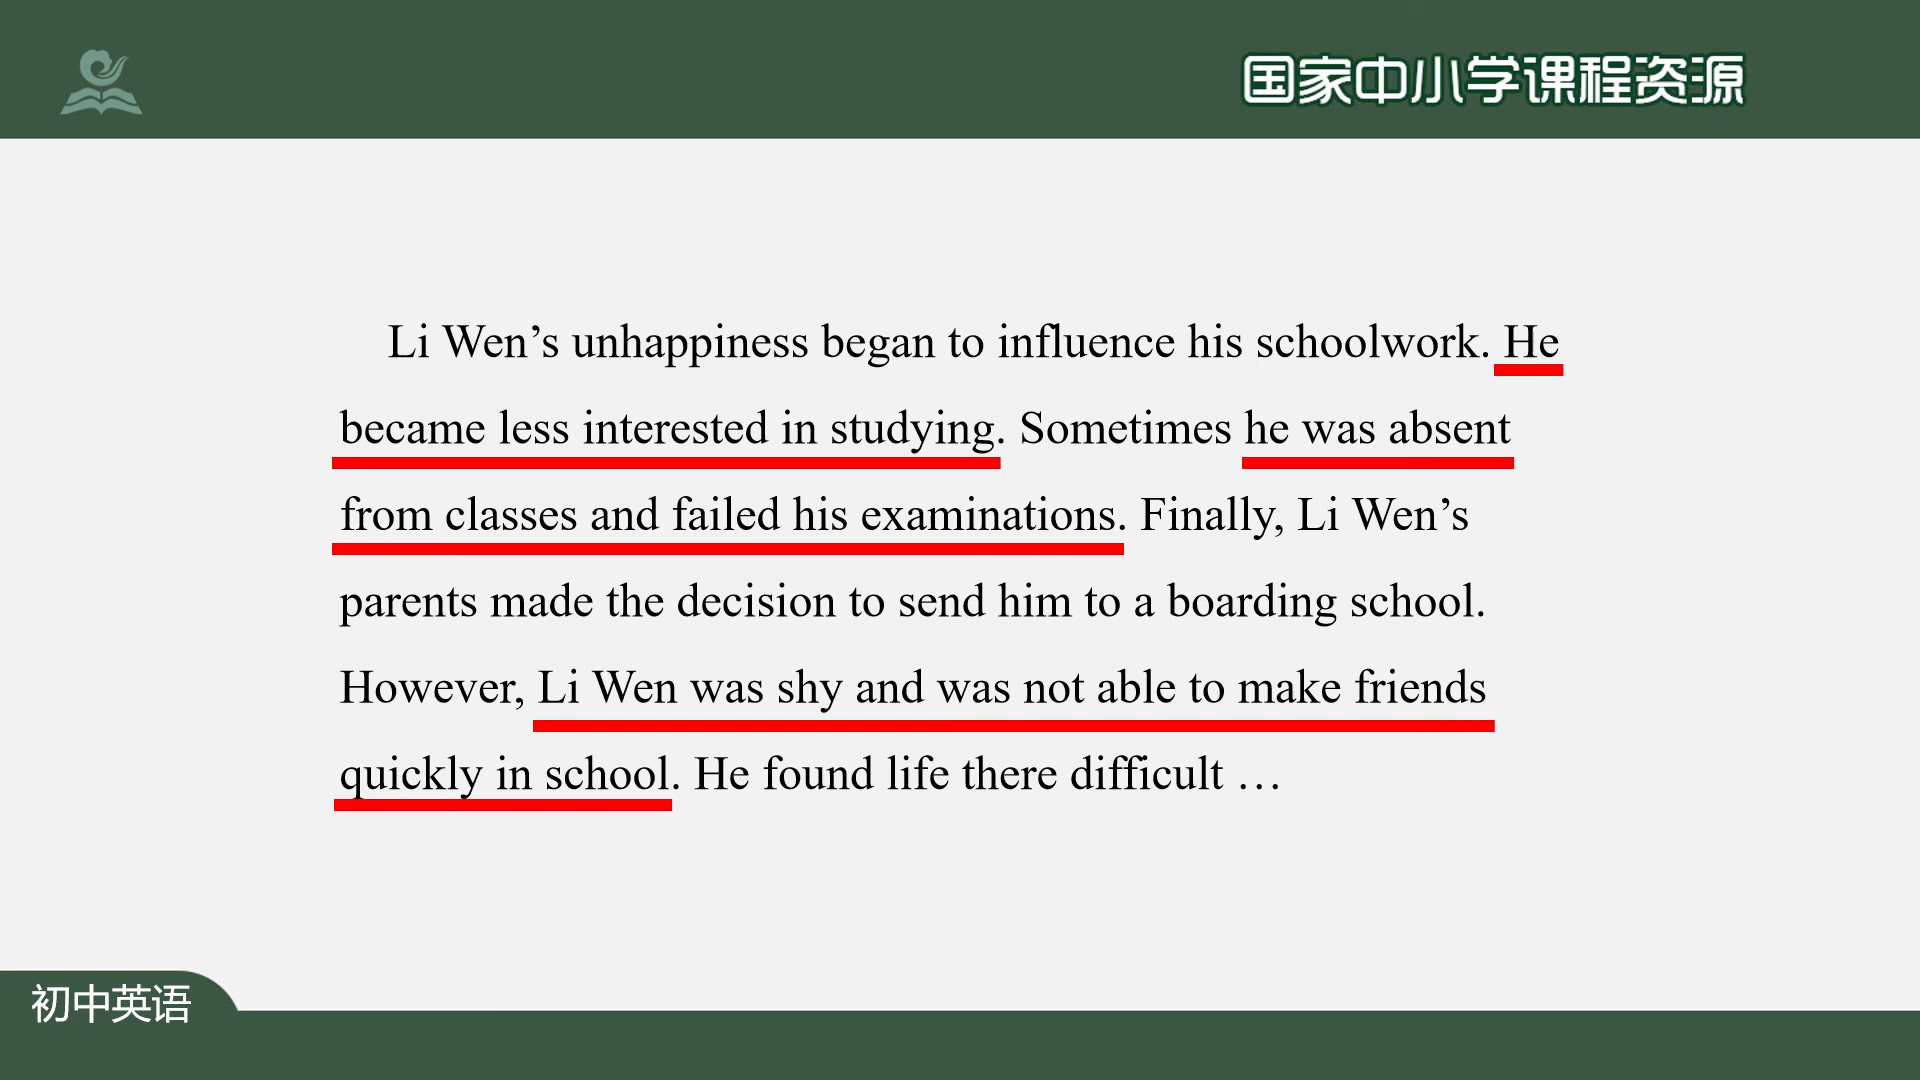 国家中小学课程资源
Li Wen’s unhappiness began to influence his schoolwork. He
became less interested in studying. Sometimes he was absent
from classes and failed his examinations. Finally, Li Wen’s
parents made the decision to send him to a boarding school.
However, Li Wen was shy and was not able to make friends
quickly in school. He found life there difficult …
初中英语